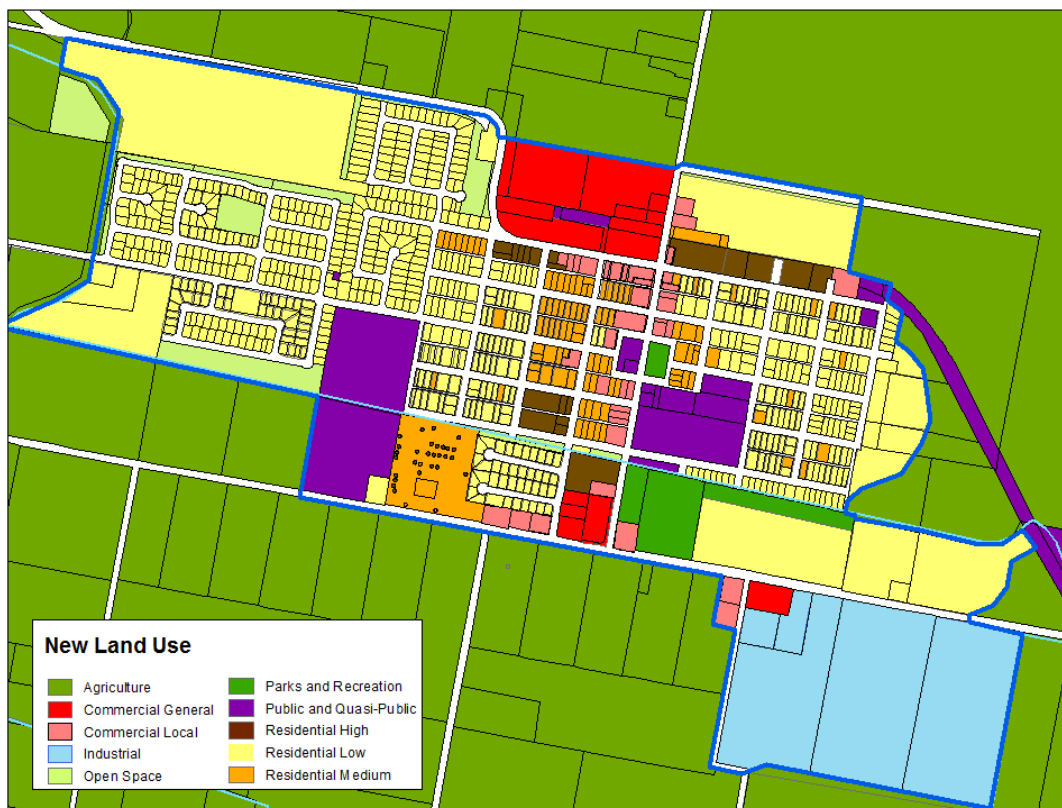 New Land Use
Agriculture
Commercial General
Commercial Local
Industrial
Open Space
Parks and Recreation
Public and Quasi-Public
Residential High
Residential Low
Residential Medium